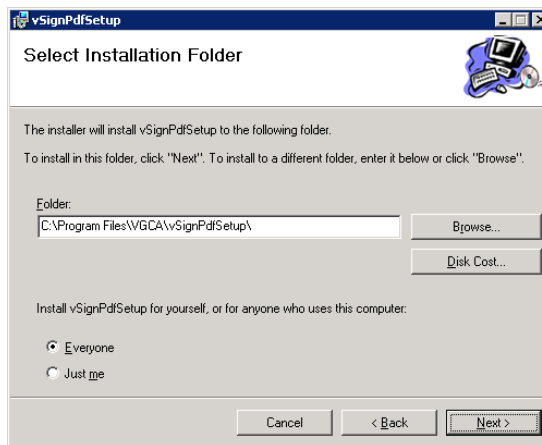 vSignPdfSetup
Select Installation Folder
The installer will install vSignPdfSetup to the following folder.
To install in this folder, click "Next". To install to a different folder, enter it below or click "Browse".
Folder:
C:\Program Files\VGCA\vSignPdfSetup\
Browse...
Disk Cost...
Install vSignPdfSetup for yourself, or for anyone who uses this computer:
Everyone
Just me
Cancel
< Back
Next >